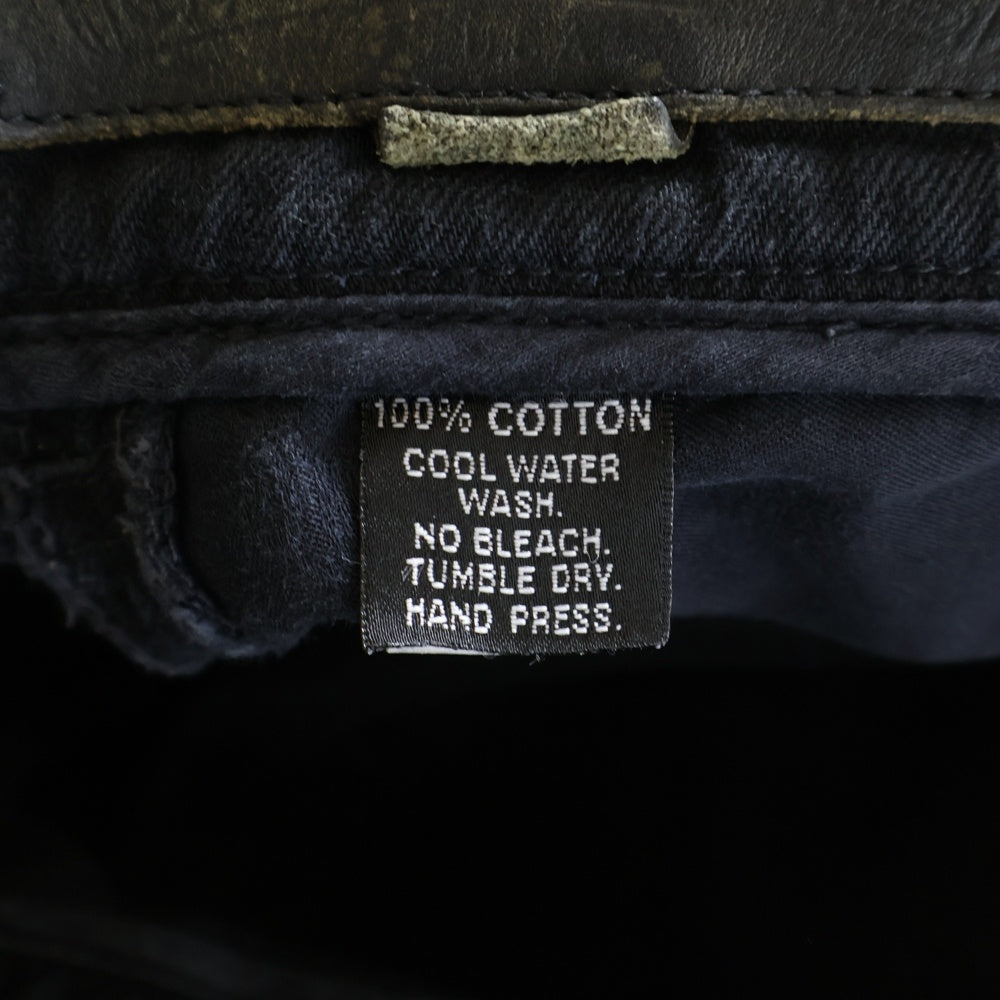 100% COTTON
COOL WATER
WASH.
NO BLEACH.
TUMBLE DRY.
HAND PRESS.